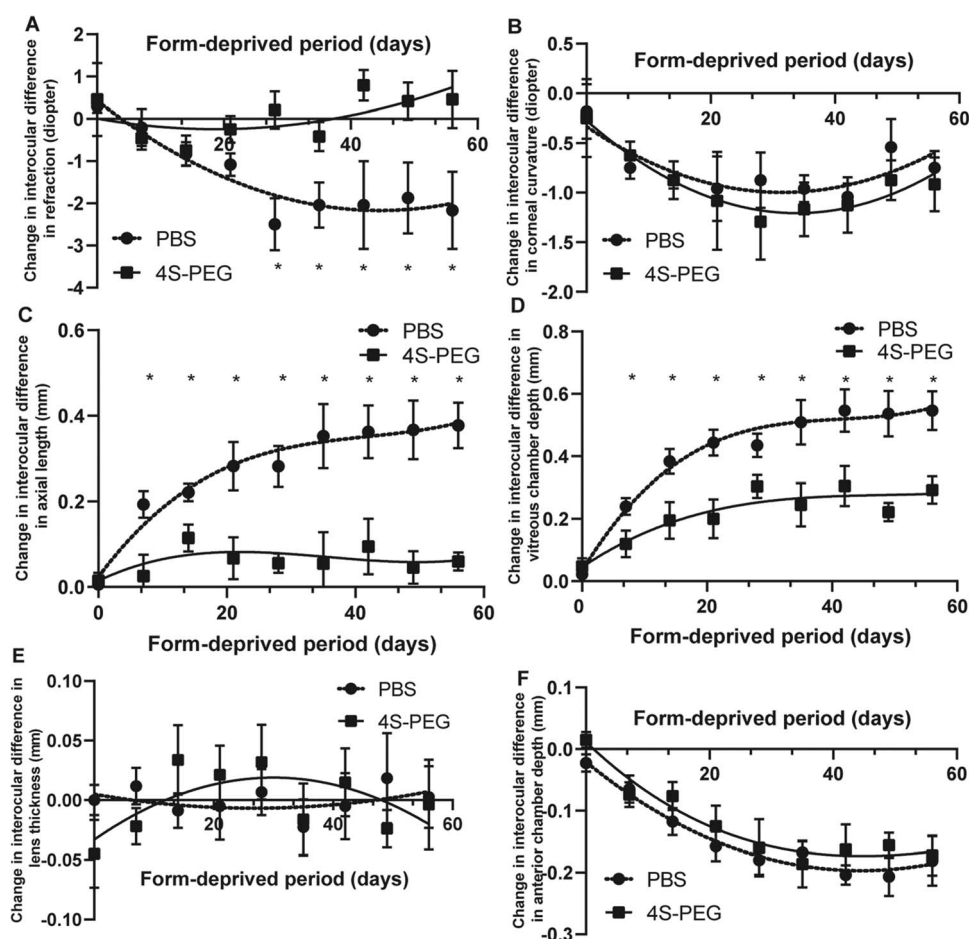 A
Form-deprived period (days)
Change in interocular difference
in refraction (diopter)
4
3
2
1
0
-1
-2
-3
-4
20
40
60
PBS
4S-PEG
* * * * *
B
Form-deprived period (days)
Change in interocular difference
in corneal curvature (diopter)
0.5
0.0
-0.5
-1.0
-1.5
-2.0
20
40
60
PBS
4S-PEG
C
Change in interocular difference
in axial length (mm)
0.6
0.4
0.2
0.0
0
20
40
60
PBS
4S-PEG
* * * * * * * *
Form-deprived period (days)
D
Change in interocular difference in
vitreous chamber depth (mm)
0.8
0.6
0.4
0.2
0.0
0
20
40
60
PBS
4S-PEG
* * * * * * * *
Form-deprived period (days)
E
Change in interocular difference in
lens thickness (mm)
0.10
0.05
0.00
-0.05
-0.10
20
40
60
PBS
4S-PEG
Form-deprived period (days)
F
Form-deprived period (days)
Change in interocular difference
in anterior chamber depth (mm)
0.1
0.0
-0.1
-0.2
-0.3
20
40
60
PBS
4S-PEG